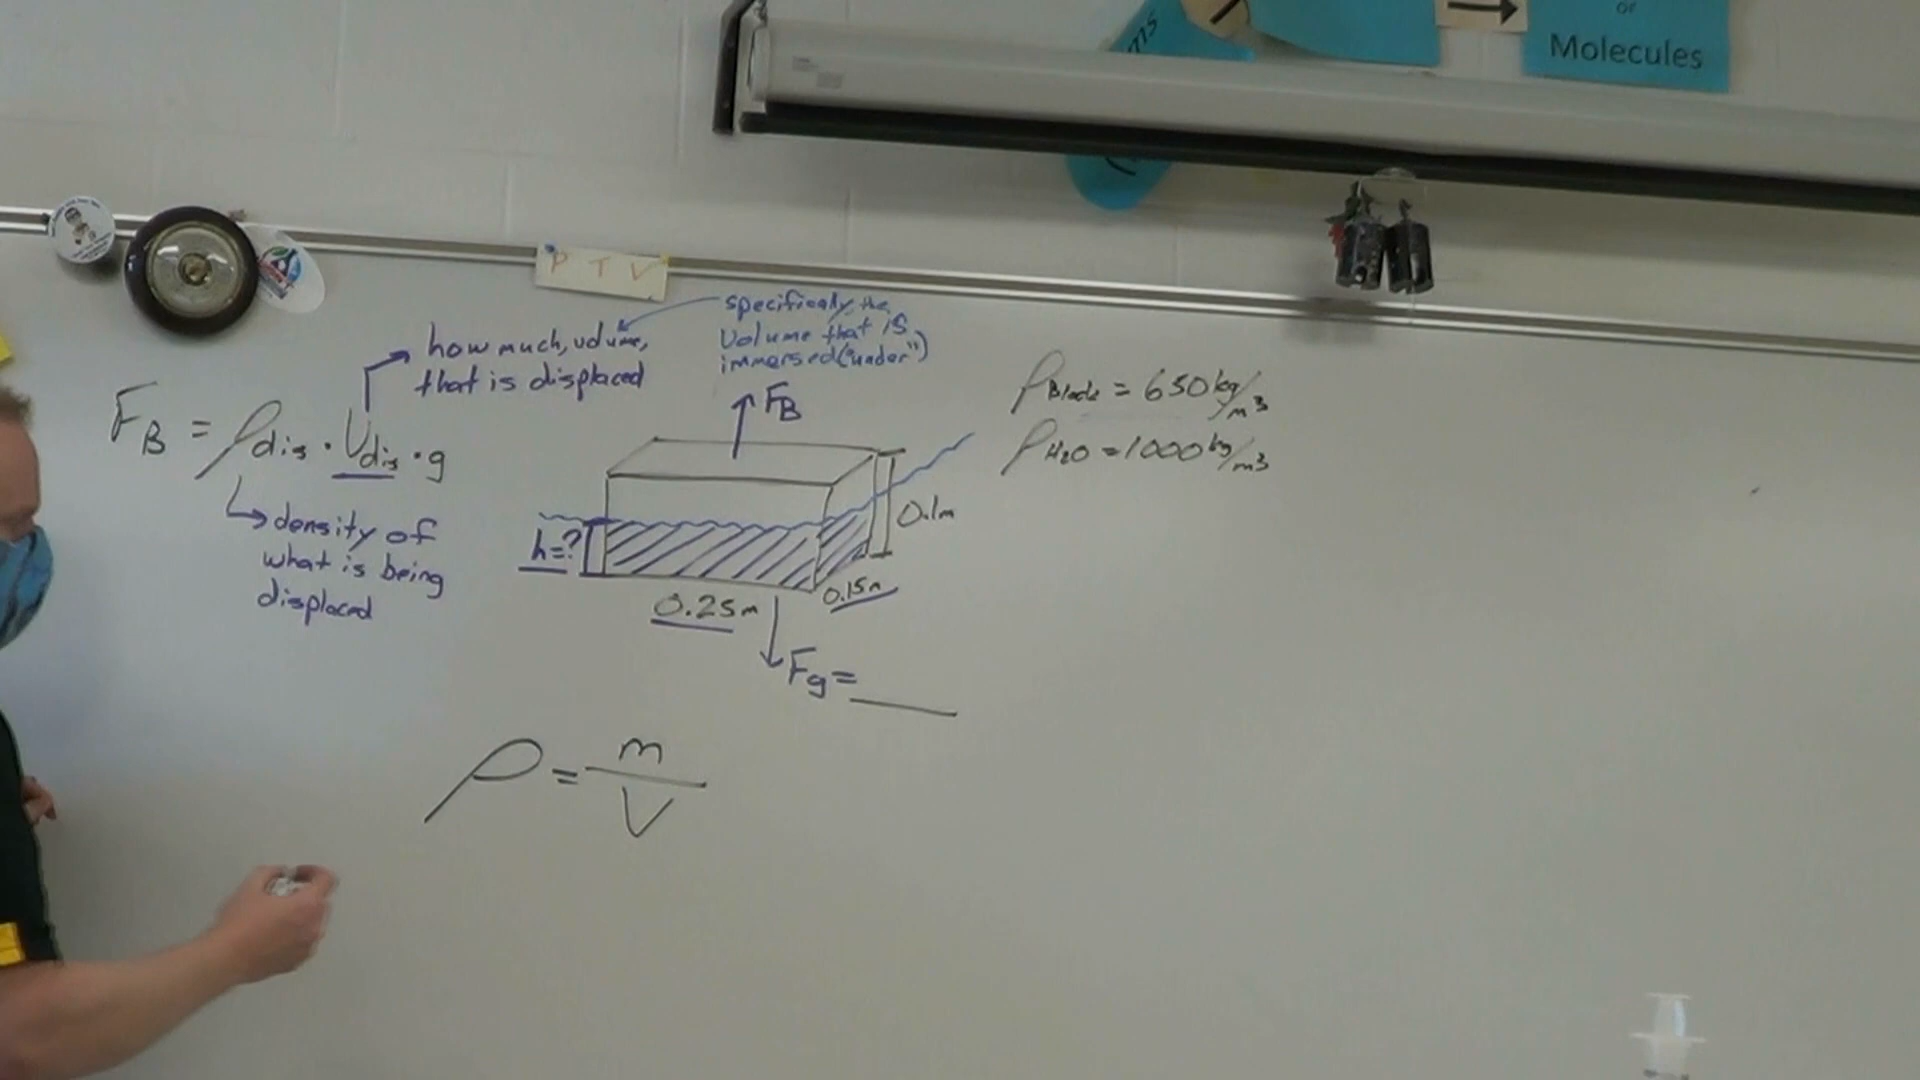 or
Molecules
P T V
specifically, the
Volume that is
immersed ("under")
how much, volume,
that is displaced
F_B = ρ_dis · V_dis · g
density of
what is being
displaced
F_B
ρ_Block = 650 kg/m³
ρ_H₂O = 1000 kg/m³
h=?
0.1m
0.15m
0.25m
F_g = ___
ρ = m/V